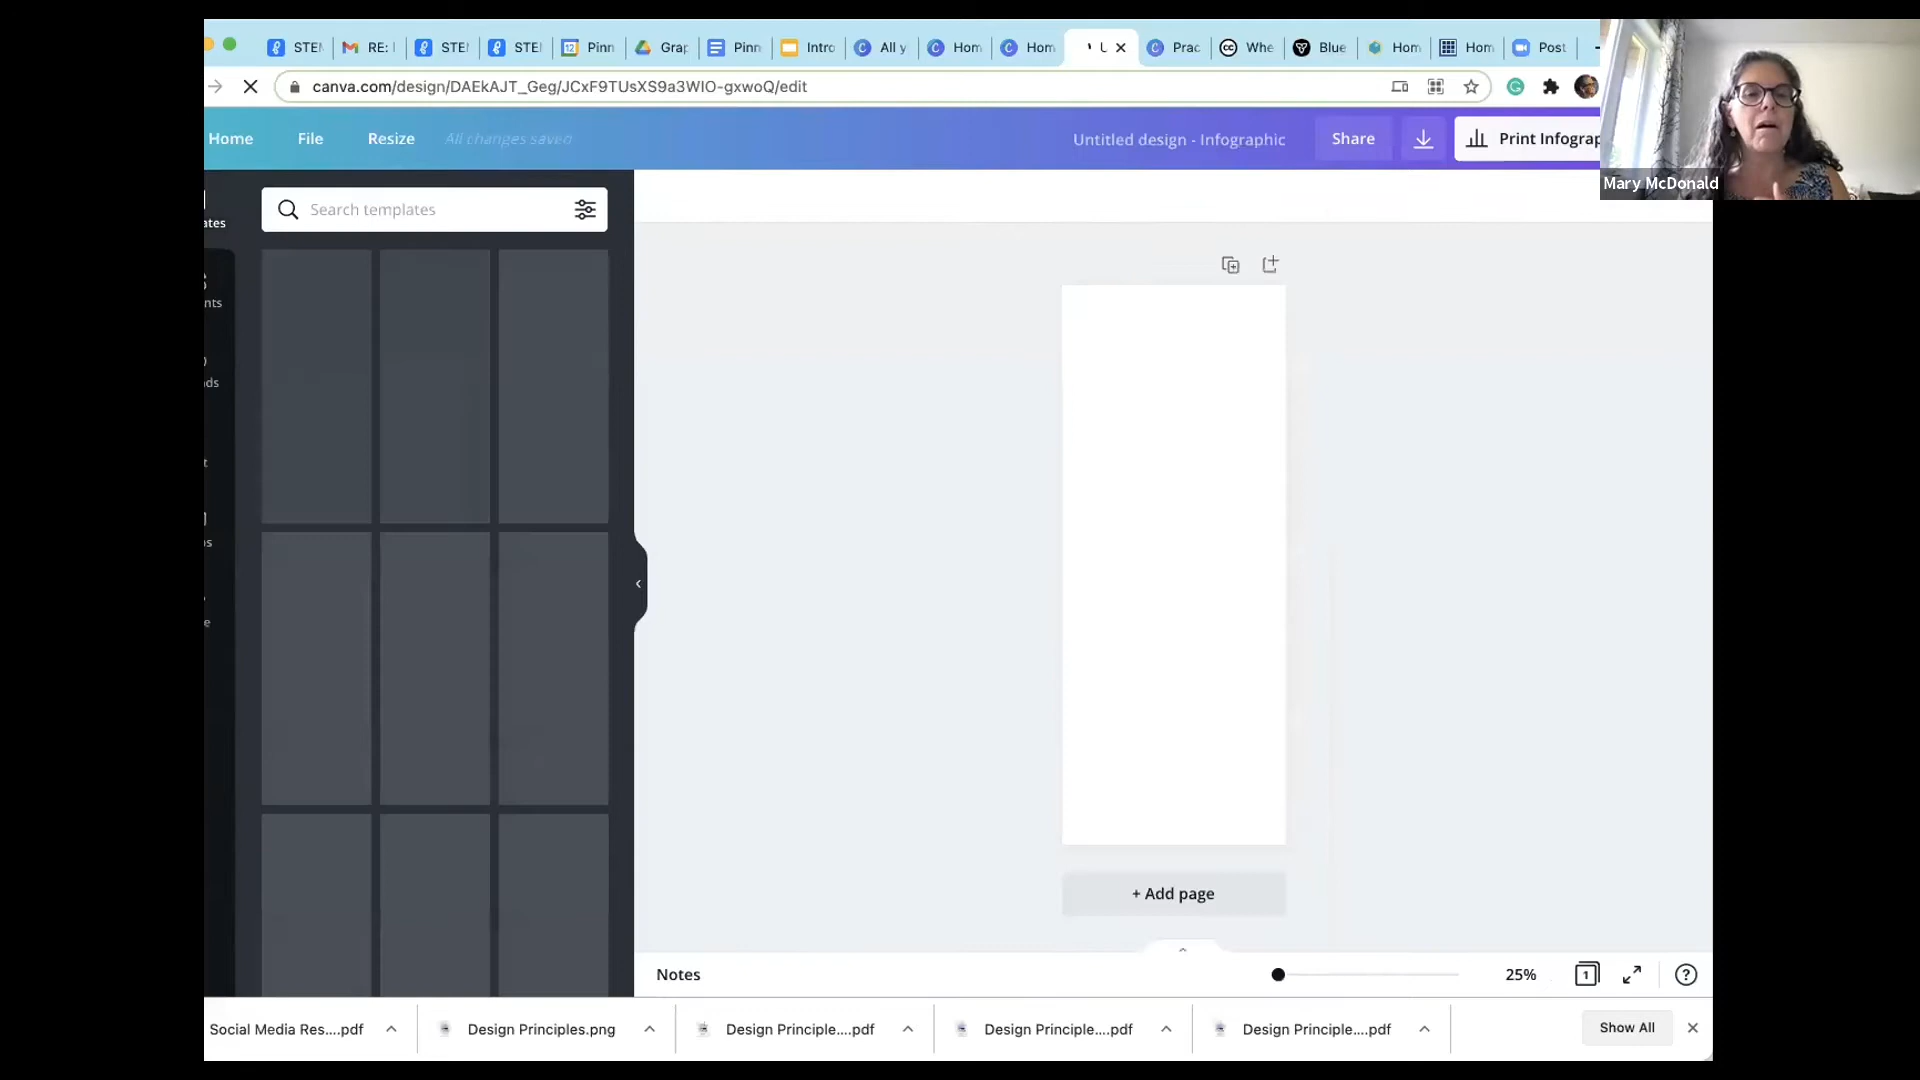 STEM RE: STE STE Pinn Grap Pinn Intro All y Hom Hom U Prac Whe Blue Hom Hom Post
canva.com/design/DAEkAJT_Geg/JCxF9TUsXS9a3WIO-gxwoQ/edit
Home File Resize All changes saved Untitled design - Infographic Share Print Infograp
Mary McDonald
Search templates
ates
nts
ds
t
os
e
+ Add page
Notes 25% 1 ?
Social Media Res....pdf Design Principles.png Design Principle....pdf Design Principle....pdf Design Principle....pdf Show All